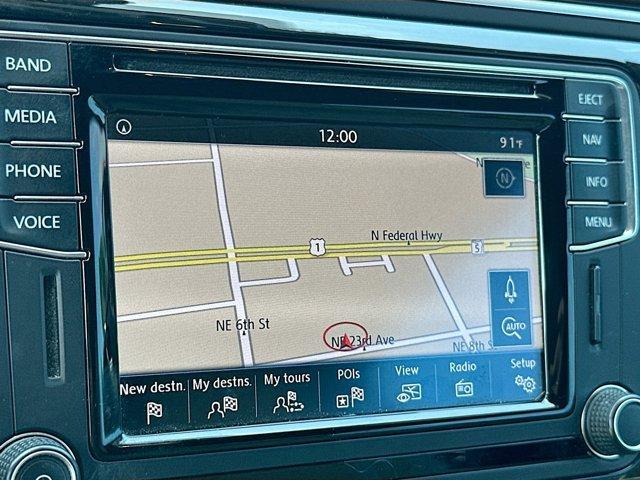 BAND
MEDIA
PHONE
VOICE
EJECT
NAV
INFO
MENU
12:00
91°F
N
N Federal Hwy
1
5
NE 6th St
NE 23rd Ave
NE 8th S
AUTO
New destn.
My destns.
My tours
POIs
View
Radio
Setup